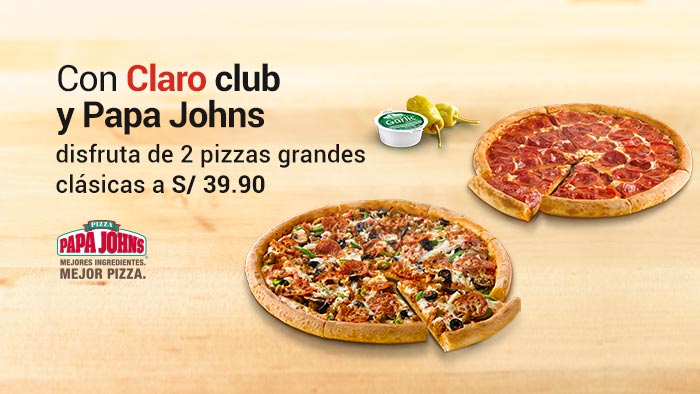 Con Claro club
y Papa Johns
disfruta de 2 pizzas grandes
clásicas a S/ 39.90
PIZZA
PAPA JOHNS
MEJORES INGREDIENTES.
MEJOR PIZZA.
Garlic